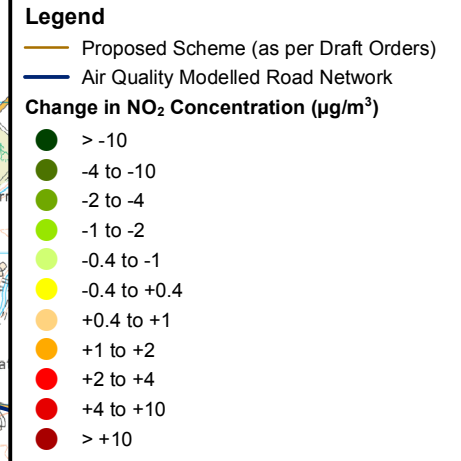 Legend
Proposed Scheme (as per Draft Orders)
Air Quality Modelled Road Network
Change in NO₂ Concentration (µg/m³)
> -10
-4 to -10
-2 to -4
-1 to -2
-0.4 to -1
-0.4 to +0.4
+0.4 to +1
+1 to +2
+2 to +4
+4 to +10
> +10